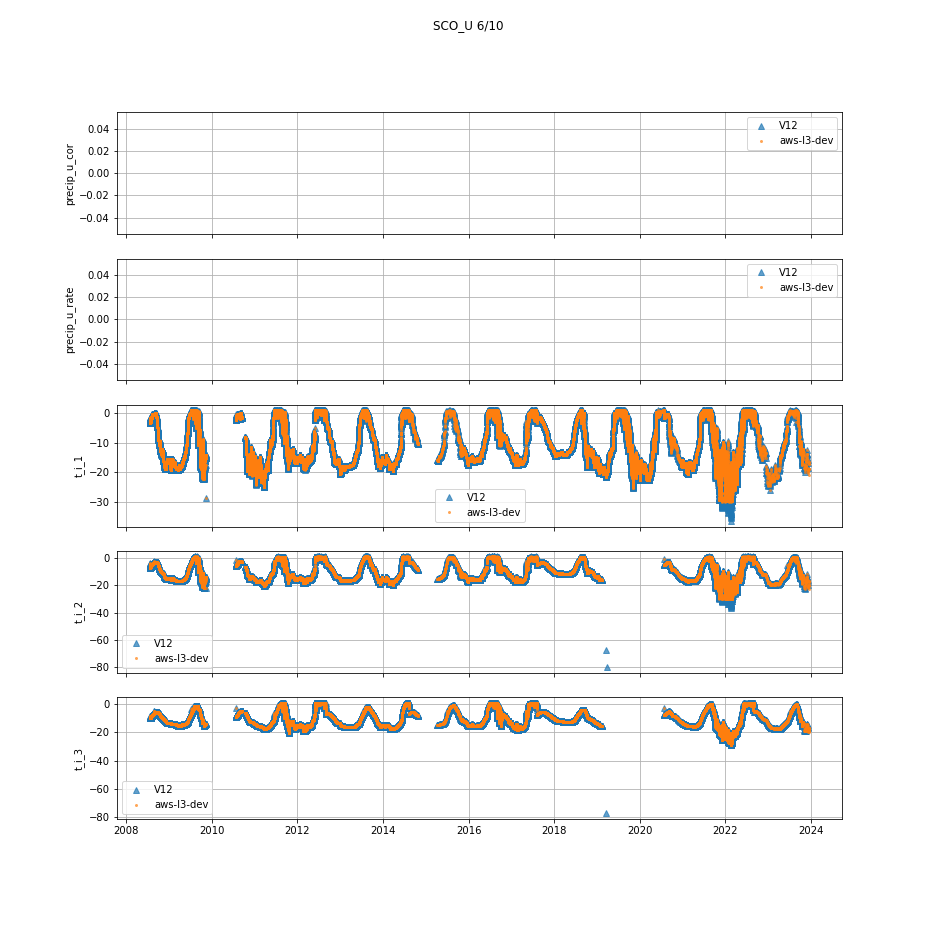 SCO_U 6/10
precip_u_cor
0.04
0.02
0.00
−0.02
−0.04
V12
aws-l3-dev
precip_u_rate
0.04
0.02
0.00
−0.02
−0.04
V12
aws-l3-dev
t_i_1
0
−10
−20
−30
V12
aws-l3-dev
t_i_2
0
−20
−40
−60
−80
V12
aws-l3-dev
t_i_3
0
−20
−40
−60
−80
V12
aws-l3-dev
2008 2010 2012 2014 2016 2018 2020 2022 2024